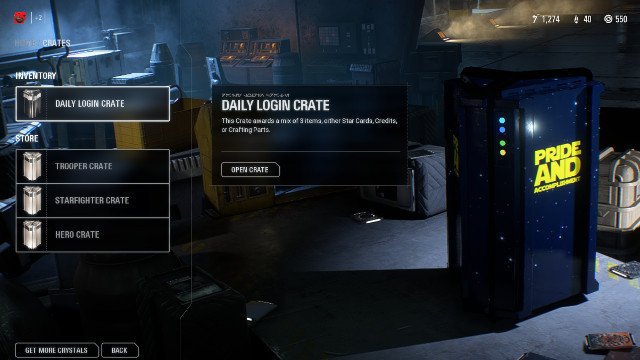 +2
1,274
40
550
HOME CRATES
INVENTORY
DAILY LOGIN CRATE
STORE
TROOPER CRATE
STARFIGHTER CRATE
HERO CRATE
DAILY LOGIN CRATE
This Crate awards a mix of 3 items, either Star Cards, Credits,
or Crafting Parts.
OPEN CRATE
PRIDE
AND
ACCOMPLISHMENT
GET MORE CRYSTALS
BACK